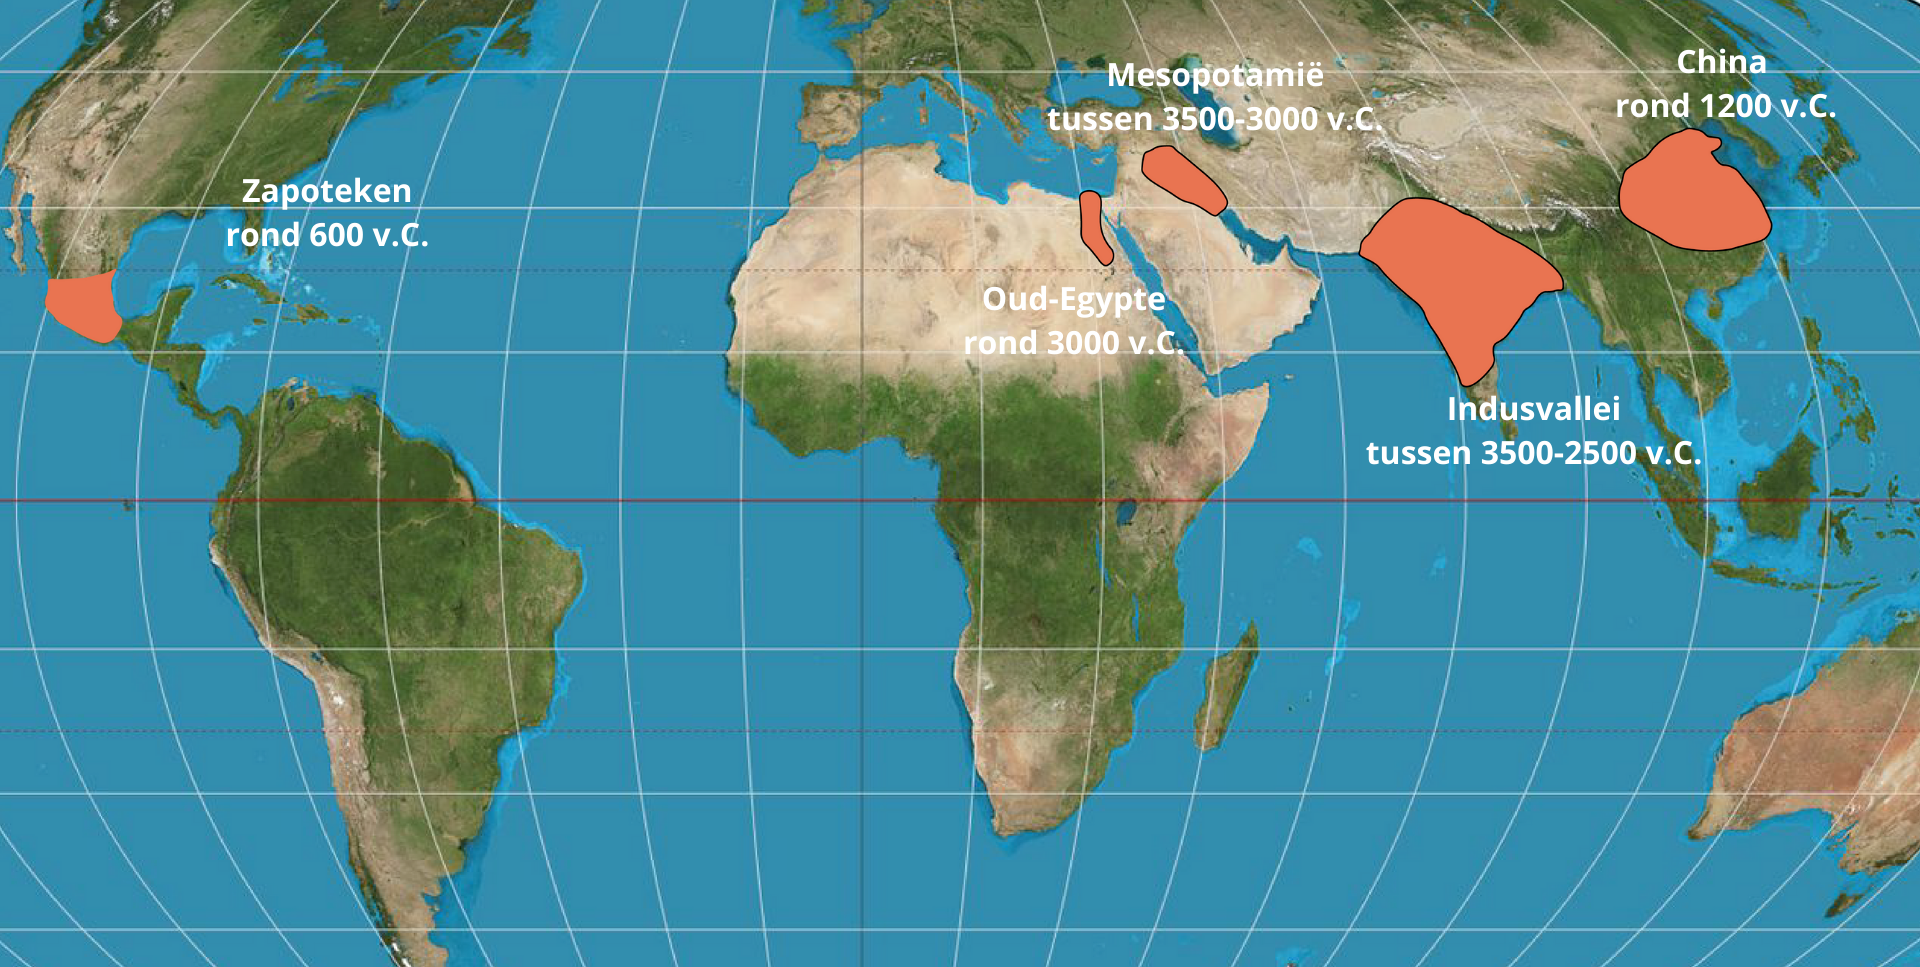 Zapoteken
rond 600 v.C.
Mesopotamië
tussen 3500-3000 v.C.
China
rond 1200 v.C.
Oud-Egypte
rond 3000 v.C.
Indusvallei
tussen 3500-2500 v.C.